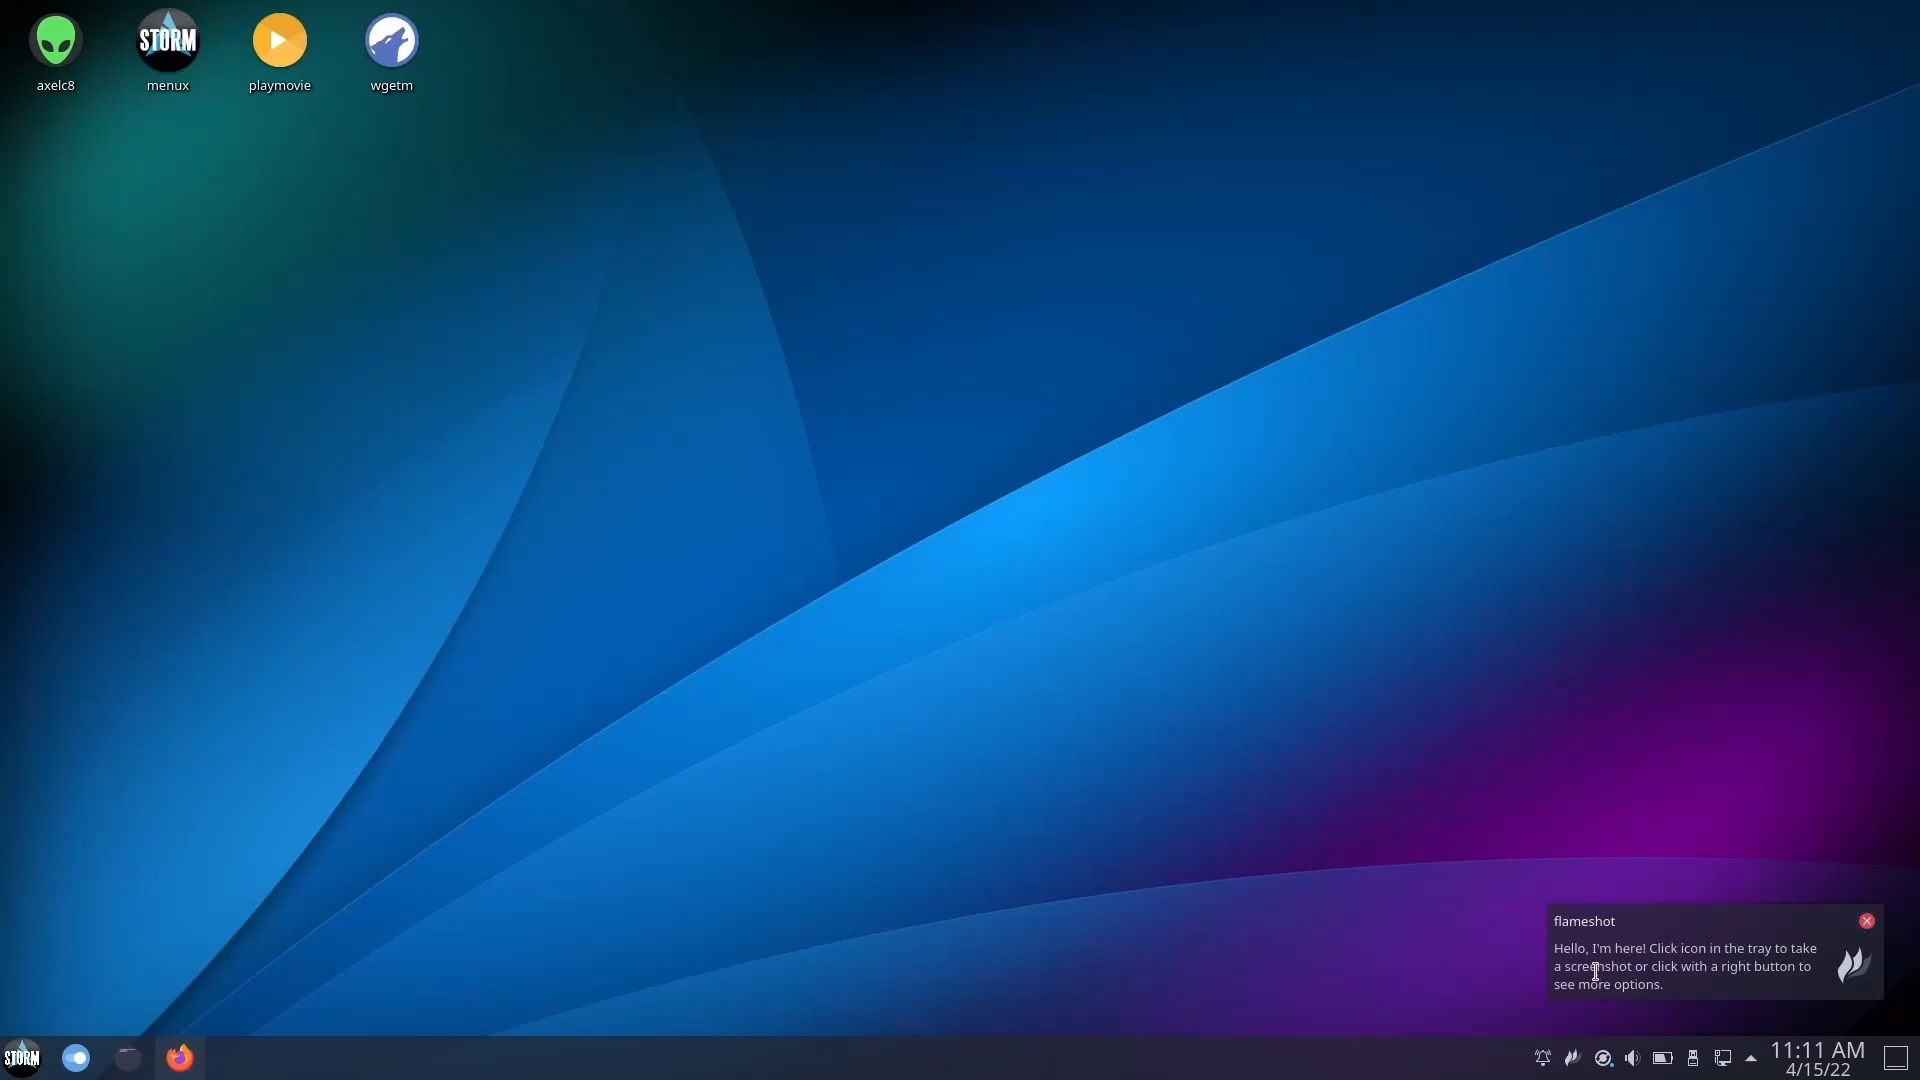 STORM
axelc8
menux
playmovie
wgetm
flameshot
Hello, I'm here! Click icon in the tray to take
a screenshot or click with a right button to
see more options.
STORM
11:11 AM
4/15/22